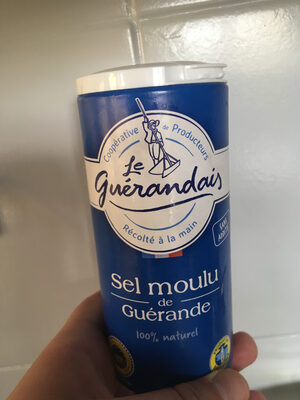 Coopérative de Producteurs
Le
Guérandais
Récolté à la main
Sel moulu
de
Guérande
100% naturel